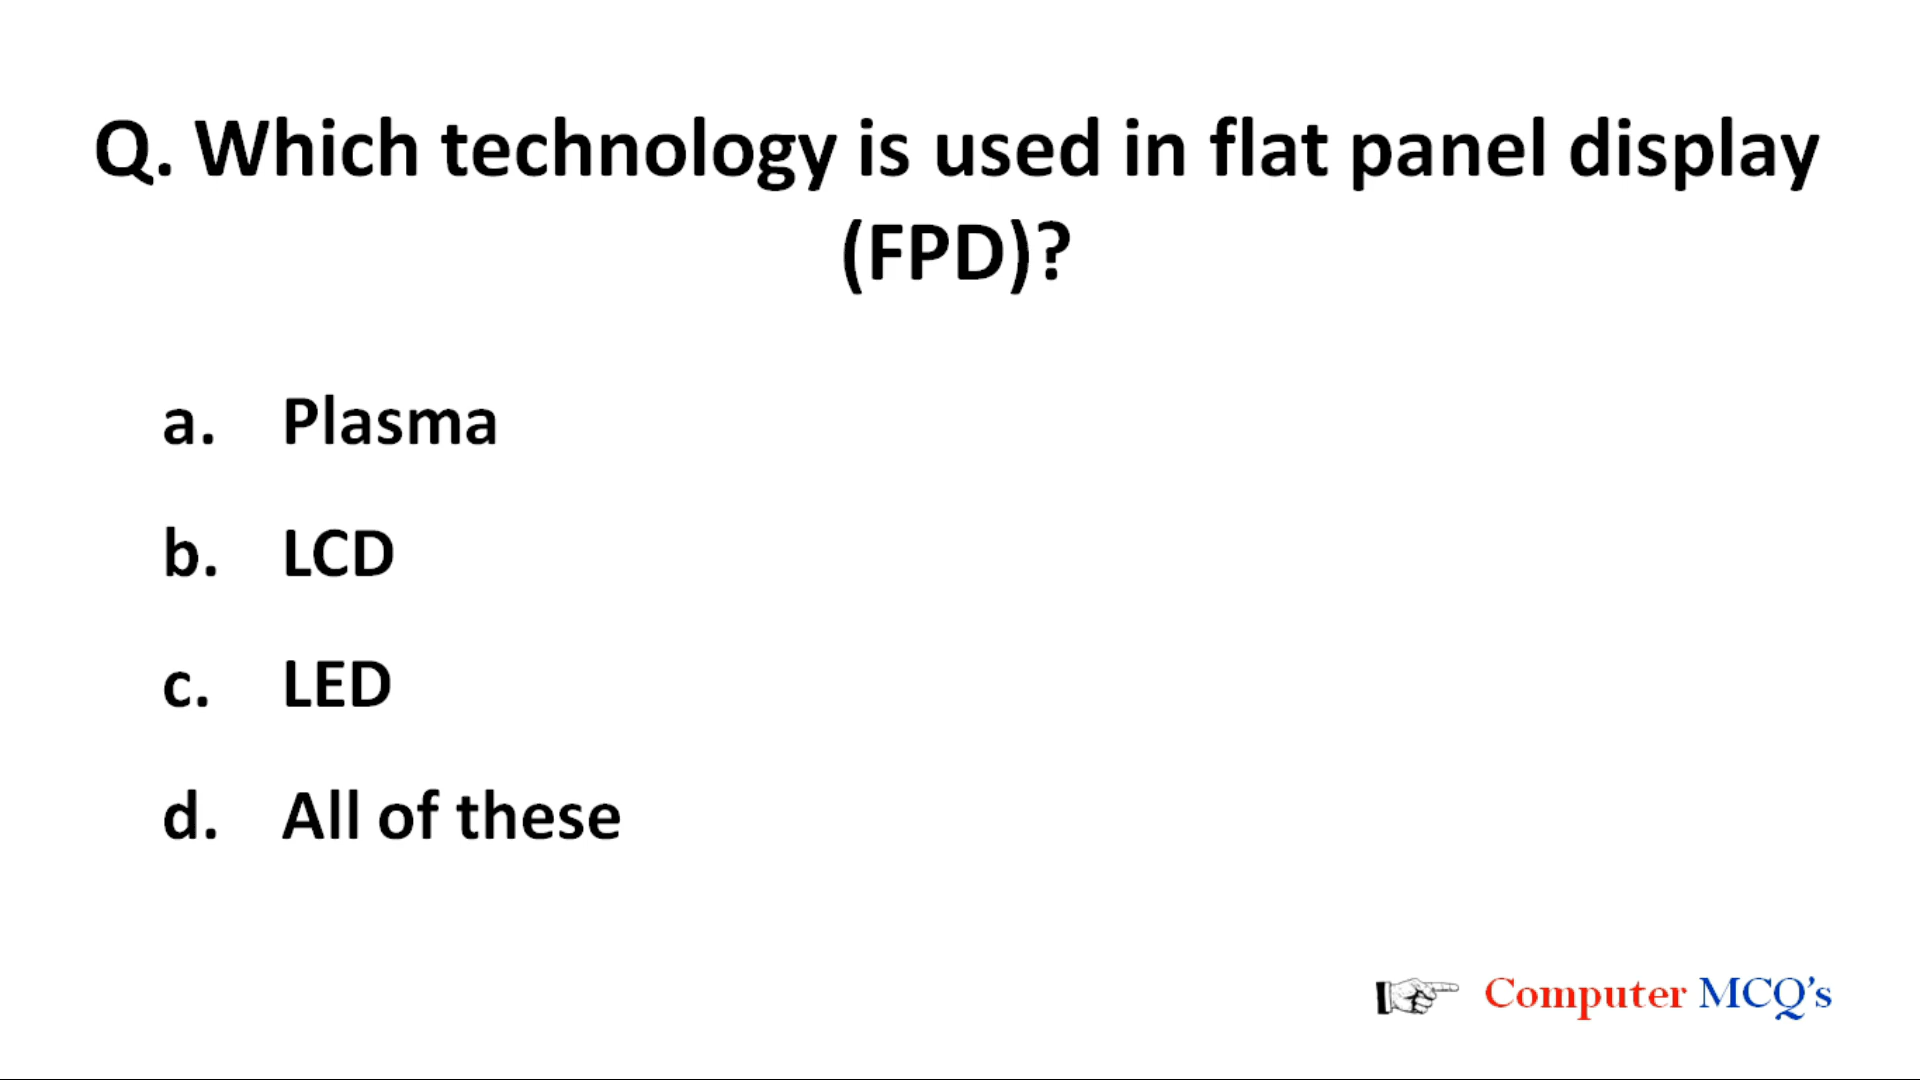 Q. Which technology is used in flat panel display
(FPD)?
a. Plasma
b. LCD
c. LED
d. All of these
Computer MCQ’s